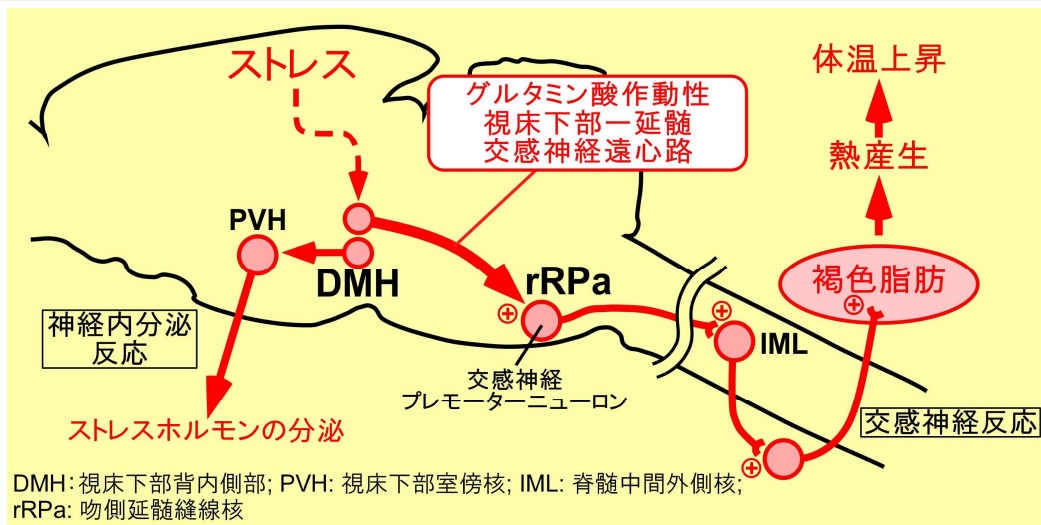 ストレス
グルタミン酸作動性
視床下部ー延髄
交感神経遠心路
体温上昇
熱産生
褐色脂肪
PVH
DMH
rRPa
IML
神経内分泌
反応
交感神経
プレモーターニューロン
ストレスホルモンの分泌
交感神経反応
DMH：視床下部背内側部; PVH: 視床下部室傍核; IML: 脊髄中間外側核;
rRPa: 吻側延髄縫線核